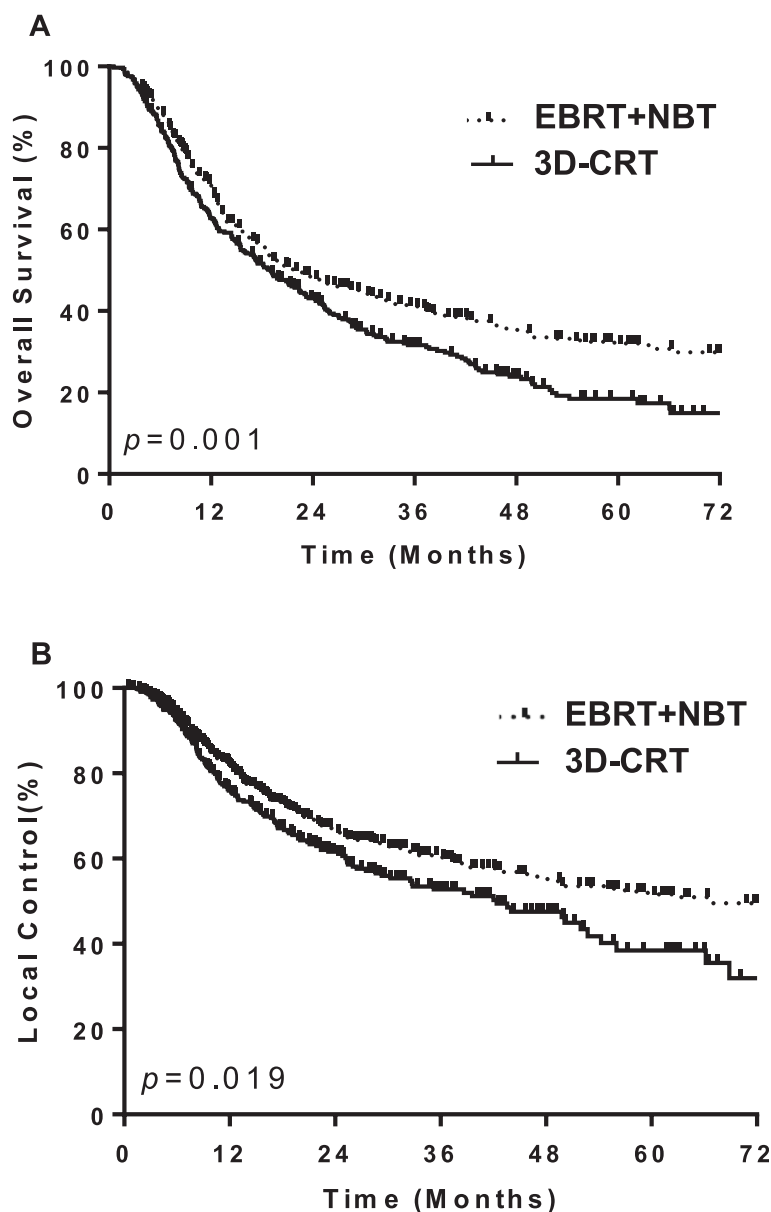 A
100
80
60
40
20
0
Overall Survival (%)
EBRT+NBT
3D-CRT
p=0.001
0 12 24 36 48 60 72
Time (Months)
B
100
80
60
40
20
0
Local Control(%)
EBRT+NBT
3D-CRT
p=0.019
0 12 24 36 48 60 72
Time (Months)